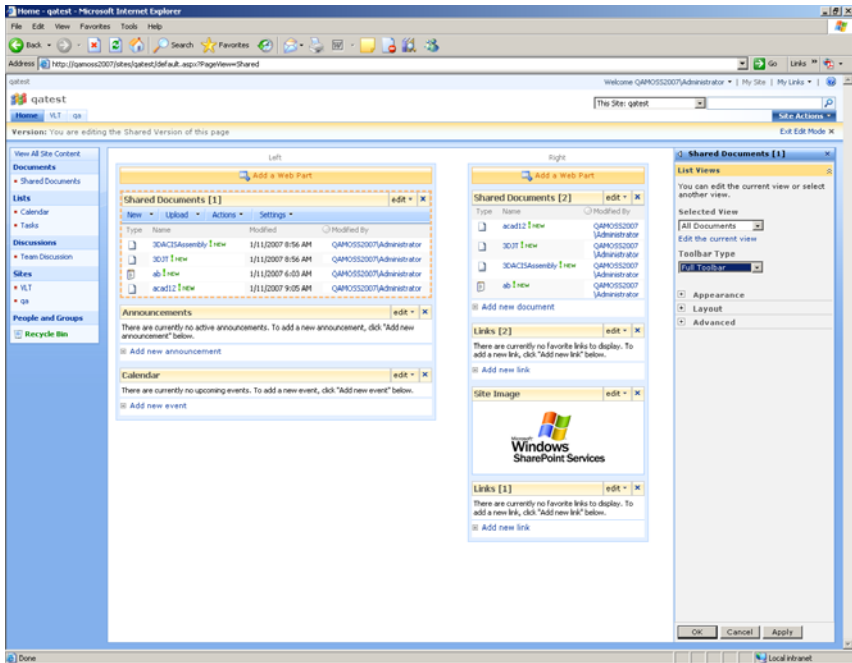 Home - qatest - Microsoft Internet Explorer
File Edit View Favorites Tools Help
Back Search Favorites
Address http://qamoss2007/sites/qatest/default.aspx?PageView=Shared Go Links »
qatest Welcome QAMOSS2007\Administrator | My Site | My Links |
qatest This Site: qatest
Home VLT qa Site Actions
Version: You are editing the Shared Version of this page Exit Edit Mode ×
View All Site Content
Documents
Shared Documents
Lists
Calendar
Tasks
Discussions
Team Discussion
Sites
VLT
qa
People and Groups
Recycle Bin
Left
Add a Web Part
Shared Documents [1] edit ×
New Upload Actions Settings
Type Name Modified Modified By
3DACISAssembly ! NEW 1/11/2007 8:56 AM QAMOSS2007\Administrator
3DJT ! NEW 1/11/2007 8:56 AM QAMOSS2007\Administrator
ab ! NEW 1/11/2007 6:03 AM QAMOSS2007\Administrator
acad12 ! NEW 1/11/2007 9:05 AM QAMOSS2007\Administrator
Announcements edit ×
There are currently no active announcements. To add a new announcement, click "Add new
announcement" below.
Add new announcement
Calendar edit ×
There are currently no upcoming events. To add a new event, click "Add new event" below.
Add new event
Right
Add a Web Part
Shared Documents [2] edit ×
Type Name Modified By
acad12 ! NEW QAMOSS2007
\Administrator
3DJT ! NEW QAMOSS2007
\Administrator
3DACISAssembly ! NEW QAMOSS2007
\Administrator
ab ! NEW QAMOSS2007
\Administrator
Add new document
Links [2] edit ×
There are currently no favorite links to display. To
add a new link, click "Add new link" below.
Add new link
Site Image edit ×
Microsoft
Windows
SharePoint Services
Links [1] edit ×
There are currently no favorite links to display. To
add a new link, click "Add new link" below.
Add new link
Shared Documents [1] ×
List Views
You can edit the current view or select
another view.
Selected View
All Documents
Edit the current view
Toolbar Type
Full Toolbar
Appearance
Layout
Advanced
OK Cancel Apply
Done Local intranet